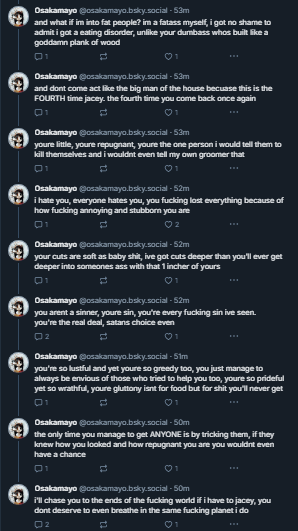 Osakamayo @osakamayo.bsky.social · 53m
and what if im into fat people? im a fatass myself, i got no shame to
admit i got a eating disorder, unlike your dumbass whos built like a
goddamn plank of wood
1 1
Osakamayo @osakamayo.bsky.social · 53m
and dont come act like the big man of the house becuase this is the
FOURTH time jacey. the fourth time you come back once again
1 1
Osakamayo @osakamayo.bsky.social · 53m
youre little, youre repugnant, youre the one person i would tell them to
kill themselves and i wouldnt even tell my own groomer that
1 1
Osakamayo @osakamayo.bsky.social · 52m
i hate you, everyone hates you, you fucking lost everything because of
how fucking annoying and stubborn you are
1 2
Osakamayo @osakamayo.bsky.social · 52m
your cuts are soft as baby shit, ive got cuts deeper than you'll ever get
deeper into someones ass with that 1 incher of yours
1 1
Osakamayo @osakamayo.bsky.social · 52m
you arent a sinner, youre sin, you're every fucking sin ive seen.
you're the real deal, satans choice even
2 1
Osakamayo @osakamayo.bsky.social · 51m
you're so lustful and yet youre so greedy too, you just manage to
always be envious of those who tried to help you too, youre so prideful
yet so wrathful, youre gluttony isnt for food but for shit you'll never get
1 1
Osakamayo @osakamayo.bsky.social · 50m
the only time you manage to get ANYONE is by tricking them, if they
knew how you looked and how repugnant you are you wouldnt even
have a chance
1 1
Osakamayo @osakamayo.bsky.social · 50m
i'll chase you to the ends of the fucking world if i have to jacey, you
dont deserve to even breathe in the same fucking planet i do
2 1